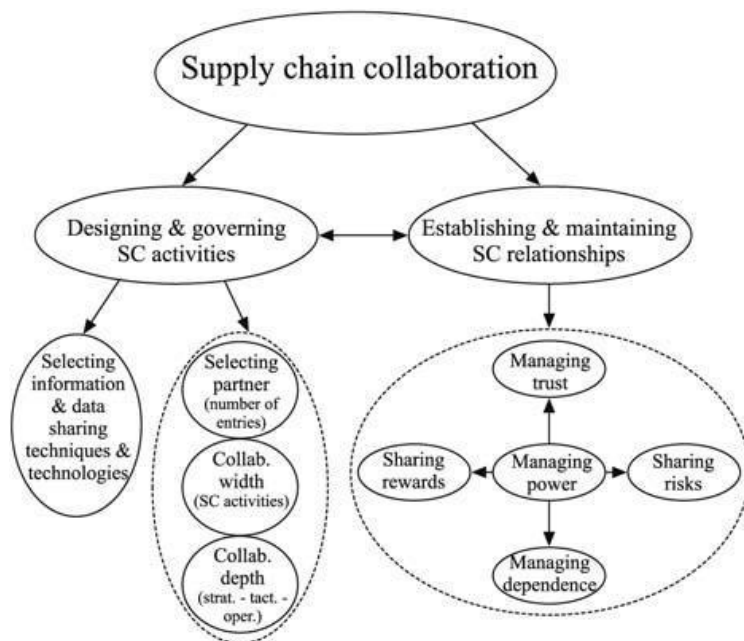 Supply chain collaboration
Designing & governing
SC activities
Establishing & maintaining
SC relationships
Selecting
information
& data
sharing
techniques &
technologies
Selecting
partner
(number of
entries)
Collab.
width
(SC activities)
Collab.
depth
(strat. - tact. -
oper.)
Managing
trust
Sharing
rewards
Managing
power
Sharing
risks
Managing
dependence